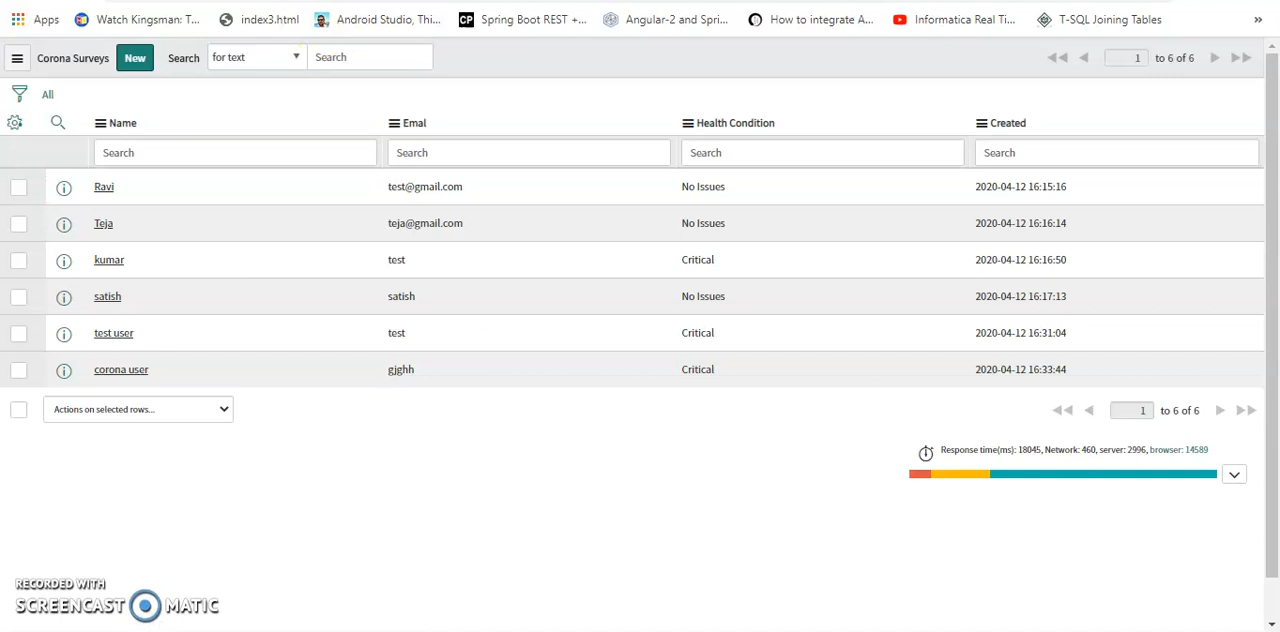 Apps Watch Kingsman: T... index3.html Android Studio, Thi... CP Spring Boot REST +... Angular-2 and Spri... How to integrate A... Informatica Real Ti... T-SQL Joining Tables »
Corona Surveys New Search for text Search 1 to 6 of 6
All
Name Emal Health Condition Created
Search Search Search Search
Ravi test@gmail.com No Issues 2020-04-12 16:15:16
Teja teja@gmail.com No Issues 2020-04-12 16:16:14
kumar test Critical 2020-04-12 16:16:50
satish satish No Issues 2020-04-12 16:17:13
test user test Critical 2020-04-12 16:31:04
corona user gjghh Critical 2020-04-12 16:33:44
Actions on selected rows... 1 to 6 of 6
Response time(ms): 18045, Network: 460, server: 2996, browser: 14589
RECORDED WITH
SCREENCAST MATIC